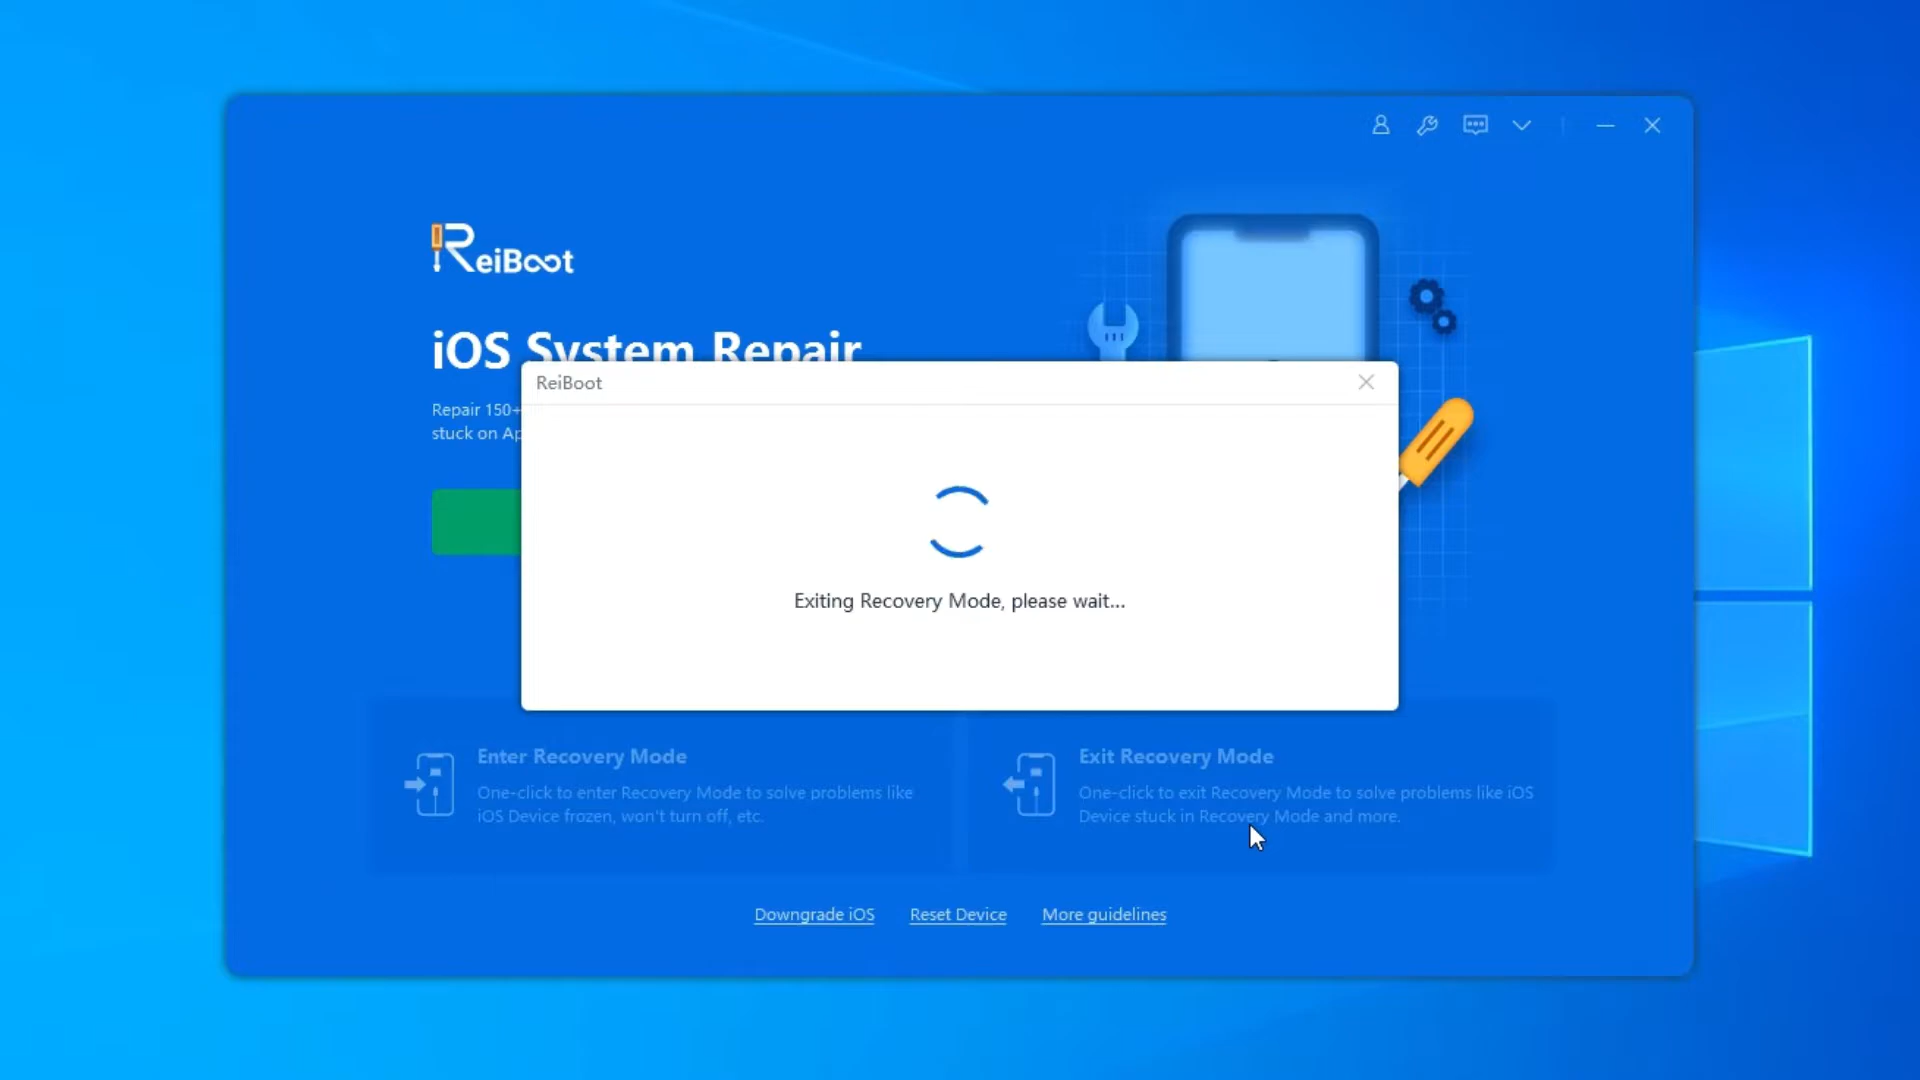 ReiBoot
iOS System Repair
Repair 150+
stuck on Ap
ReiBoot
Exiting Recovery Mode, please wait...
Enter Recovery Mode
One-click to enter Recovery Mode to solve problems like
iOS Device frozen, won't turn off, etc.
Exit Recovery Mode
One-click to exit Recovery Mode to solve problems like iOS
Device stuck in Recovery Mode and more.
Downgrade iOS
Reset Device
More guidelines